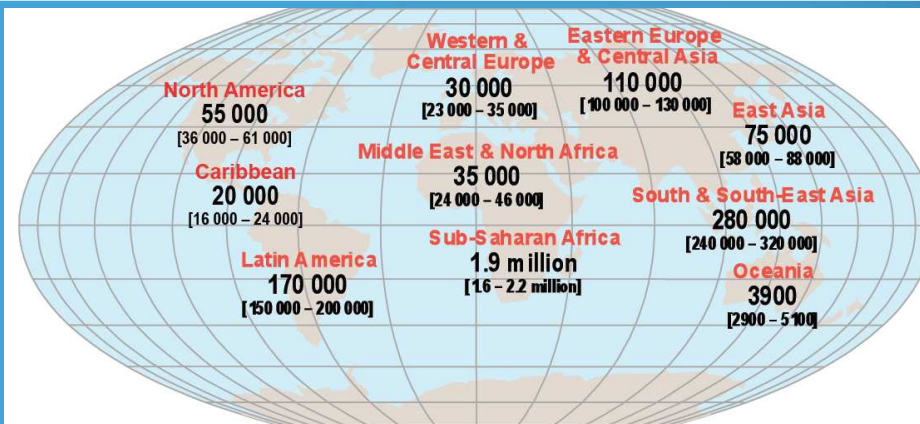 Western &
Central Europe
30 000
[23 000 – 35 000]
Eastern Europe
& Central Asia
110 000
[100 000 – 130 000]
North America
55 000
[36 000 – 61 000]
East Asia
75 000
[58 000 – 88 000]
Middle East & North Africa
35 000
[24 000 – 46 000]
Caribbean
20 000
[16 000 – 24 000]
South & South-East Asia
280 000
[240 000 – 320 000]
Sub-Saharan Africa
1.9 million
[1.6 – 2.2 million]
Latin America
170 000
[150 000 – 200 000]
Oceania
3900
[2900 – 5100]